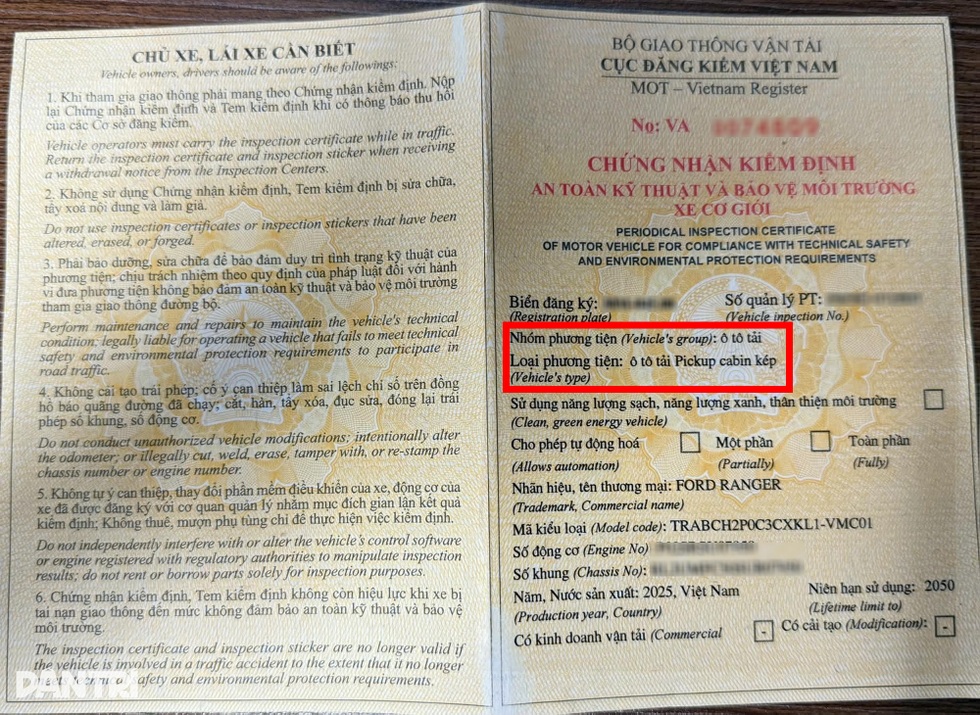 CHỦ XE, LÁI XE CẦN BIẾT
Vehicle owners, drivers should be aware of the followings:
1. Khi tham gia giao thông phải mang theo Chứng nhận kiểm định. Nộp
lại Chứng nhận kiểm định và Tem kiểm định khi có thông báo thu hồi
của các Cơ sở đăng kiểm.
Vehicle operators must carry the inspection certificate while in traffic.
Return the inspection certificate and inspection sticker when receiving
a withdrawal notice from the Inspection Centers.
2. Không sử dụng Chứng nhận kiểm định, Tem kiểm định bị sửa chữa,
tẩy xoá nội dung và làm giả.
Do not use inspection certificates or inspection stickers that have been
altered, erased, or forged.
3. Phải bảo dưỡng, sửa chữa để bảo đảm duy trì tình trạng kỹ thuật của
phương tiện; chịu trách nhiệm theo quy định của pháp luật đối với hành
vi đưa phương tiện không bảo đảm an toàn kỹ thuật và bảo vệ môi trường
tham gia giao thông đường bộ.
Perform maintenance and repairs to maintain the vehicle's technical
condition; legally liable for operating a vehicle that fails to meet technical
safety and environmental protection requirements to participate in
road traffic.
4. Không cải tạo trái phép; cố ý can thiệp làm sai lệch chỉ số trên đồng
hồ báo quãng đường đã chạy; cắt, hàn, tẩy xóa, đục sửa, đóng lại trái
phép số khung, số động cơ.
Do not conduct unauthorized vehicle modifications; intentionally alter
the odometer; or illegally cut, weld, erase, tamper with, or re-stamp the
chassis number or engine number.
5. Không tự ý can thiệp, thay đổi phần mềm điều khiển của xe, động cơ của
xe đã được đăng ký với cơ quan quản lý nhằm mục đích gian lận kết quả
kiểm định; Không thuê, mượn phụ tùng chỉ để thực hiện việc kiểm định.
Do not independently interfere with or alter the vehicle's control software
or engine registered with regulatory authorities to manipulate inspection
results; do not rent or borrow parts solely for inspection purposes.
6. Chứng nhận kiểm định, Tem kiểm định không còn hiệu lực khi xe bị
tai nạn giao thông đến mức không đảm bảo an toàn kỹ thuật và bảo vệ
môi trường.
The inspection certificate and inspection sticker are no longer valid if
the vehicle is involved in a traffic accident to the extent that it no longer
meets technical safety and environmental protection requirements.
DÂN TRÍ
BỘ GIAO THÔNG VẬN TẢI
CỤC ĐĂNG KIỂM VIỆT NAM
MOT – Vietnam Register
No: VA
CHỨNG NHẬN KIỂM ĐỊNH
AN TOÀN KỸ THUẬT VÀ BẢO VỆ MÔI TRƯỜNG
XE CƠ GIỚI
PERIODICAL INSPECTION CERTIFICATE
OF MOTOR VEHICLE FOR COMPLIANCE WITH TECHNICAL SAFETY
AND ENVIRONMENTAL PROTECTION REQUIREMENTS
Biển đăng ký: Số quản lý PT:
(Registration plate) (Vehicle inpection No.)
Nhóm phương tiện (Vehicle's group): ô tô tải
Loại phương tiện: ô tô tải Pickup cabin kép
(Vehicle's type)
Sử dụng năng lượng sạch, năng lượng xanh, thân thiện môi trường
(Clean, green energy vehicle)
Cho phép tự động hoá Một phần Toàn phần
(Allows automation) (Partially) (Fully)
Nhãn hiệu, tên thương mại: FORD RANGER
(Trademark, Commercial name)
Mã kiểu loại (Model code): TRABCH2P0C3CXKL1-VMC01
Số động cơ (Engine No)
Số khung (Chassis No):
Năm, Nước sản xuất: 2025, Việt Nam Niên hạn sử dụng: 2050
(Production year, Country) (Lifetime limit to)
Có kinh doanh vận tải (Commercial - Có cải tạo (Modification): -